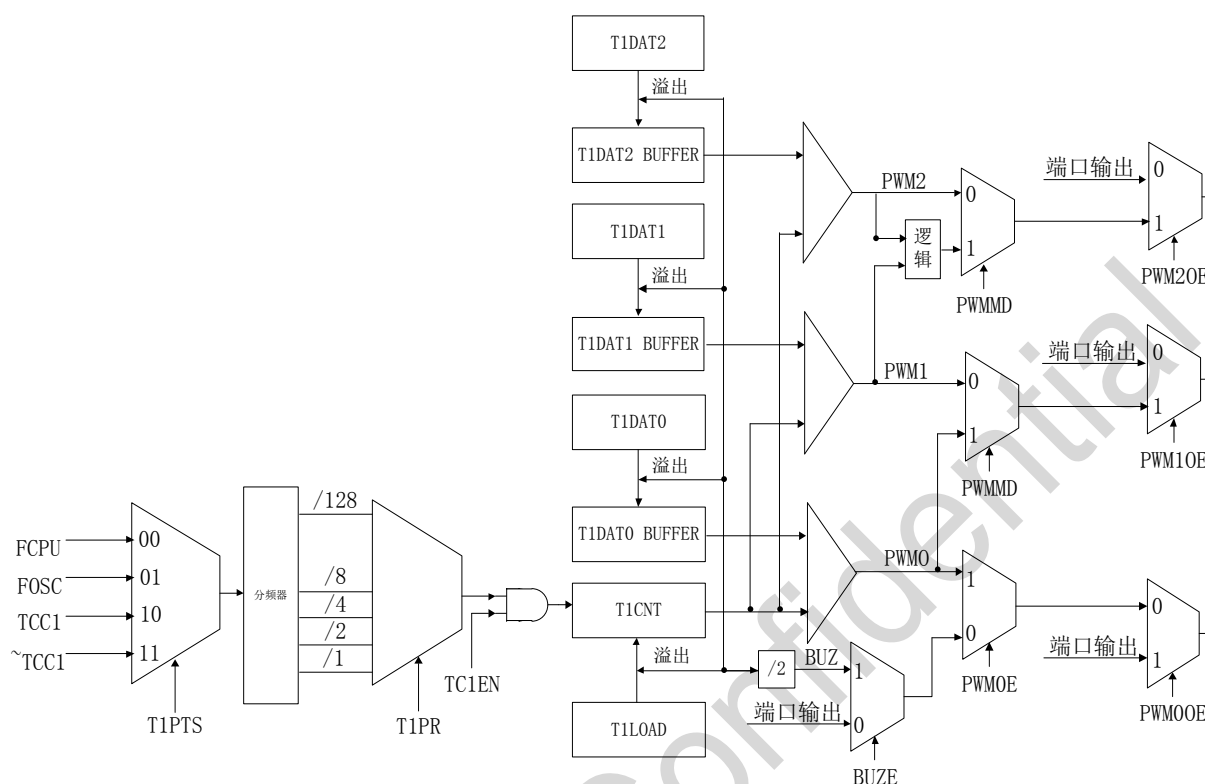 T1DAT2
溢出
T1DAT2 BUFFER
PWM2
0
1
逻辑
PWMMD
端口输出
0
1
PWM2OE
T1DAT1
溢出
T1DAT1 BUFFER
PWM1
0
1
PWMMD
端口输出
0
1
PWM1OE
T1DAT0
溢出
T1DAT0 BUFFER
PWM0
1
0
PWM0E
0
端口输出
1
PWM0OE
FCPU
00
FOSC
01
TCC1
10
~TCC1
11
T1PTS
分频器
/128
/8
/4
/2
/1
T1PR
TC1EN
T1CNT
溢出
T1LOAD
/2
BUZ
1
端口输出
0
BUZE
Confidential